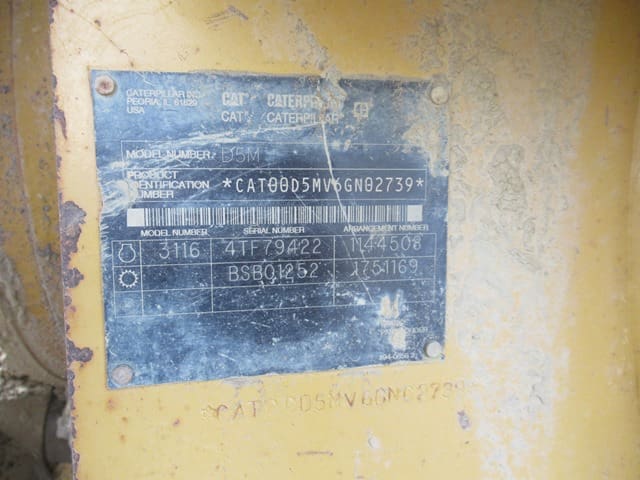 CATERPILLAR INC.
PEORIA, IL 61629
USA
CAT® CATERPILLAR
CAT® CATERPILLAR
MODEL NUMBER D5M
PRODUCT
IDENTIFICATION
NUMBER
*CAT00D5MV6GN02739*
MODEL NUMBER SERIAL NUMBER ARRANGEMENT NUMBER
3116 4TF79422 1144508
BSB01252 1751169
CAT00D5MV6GN02739